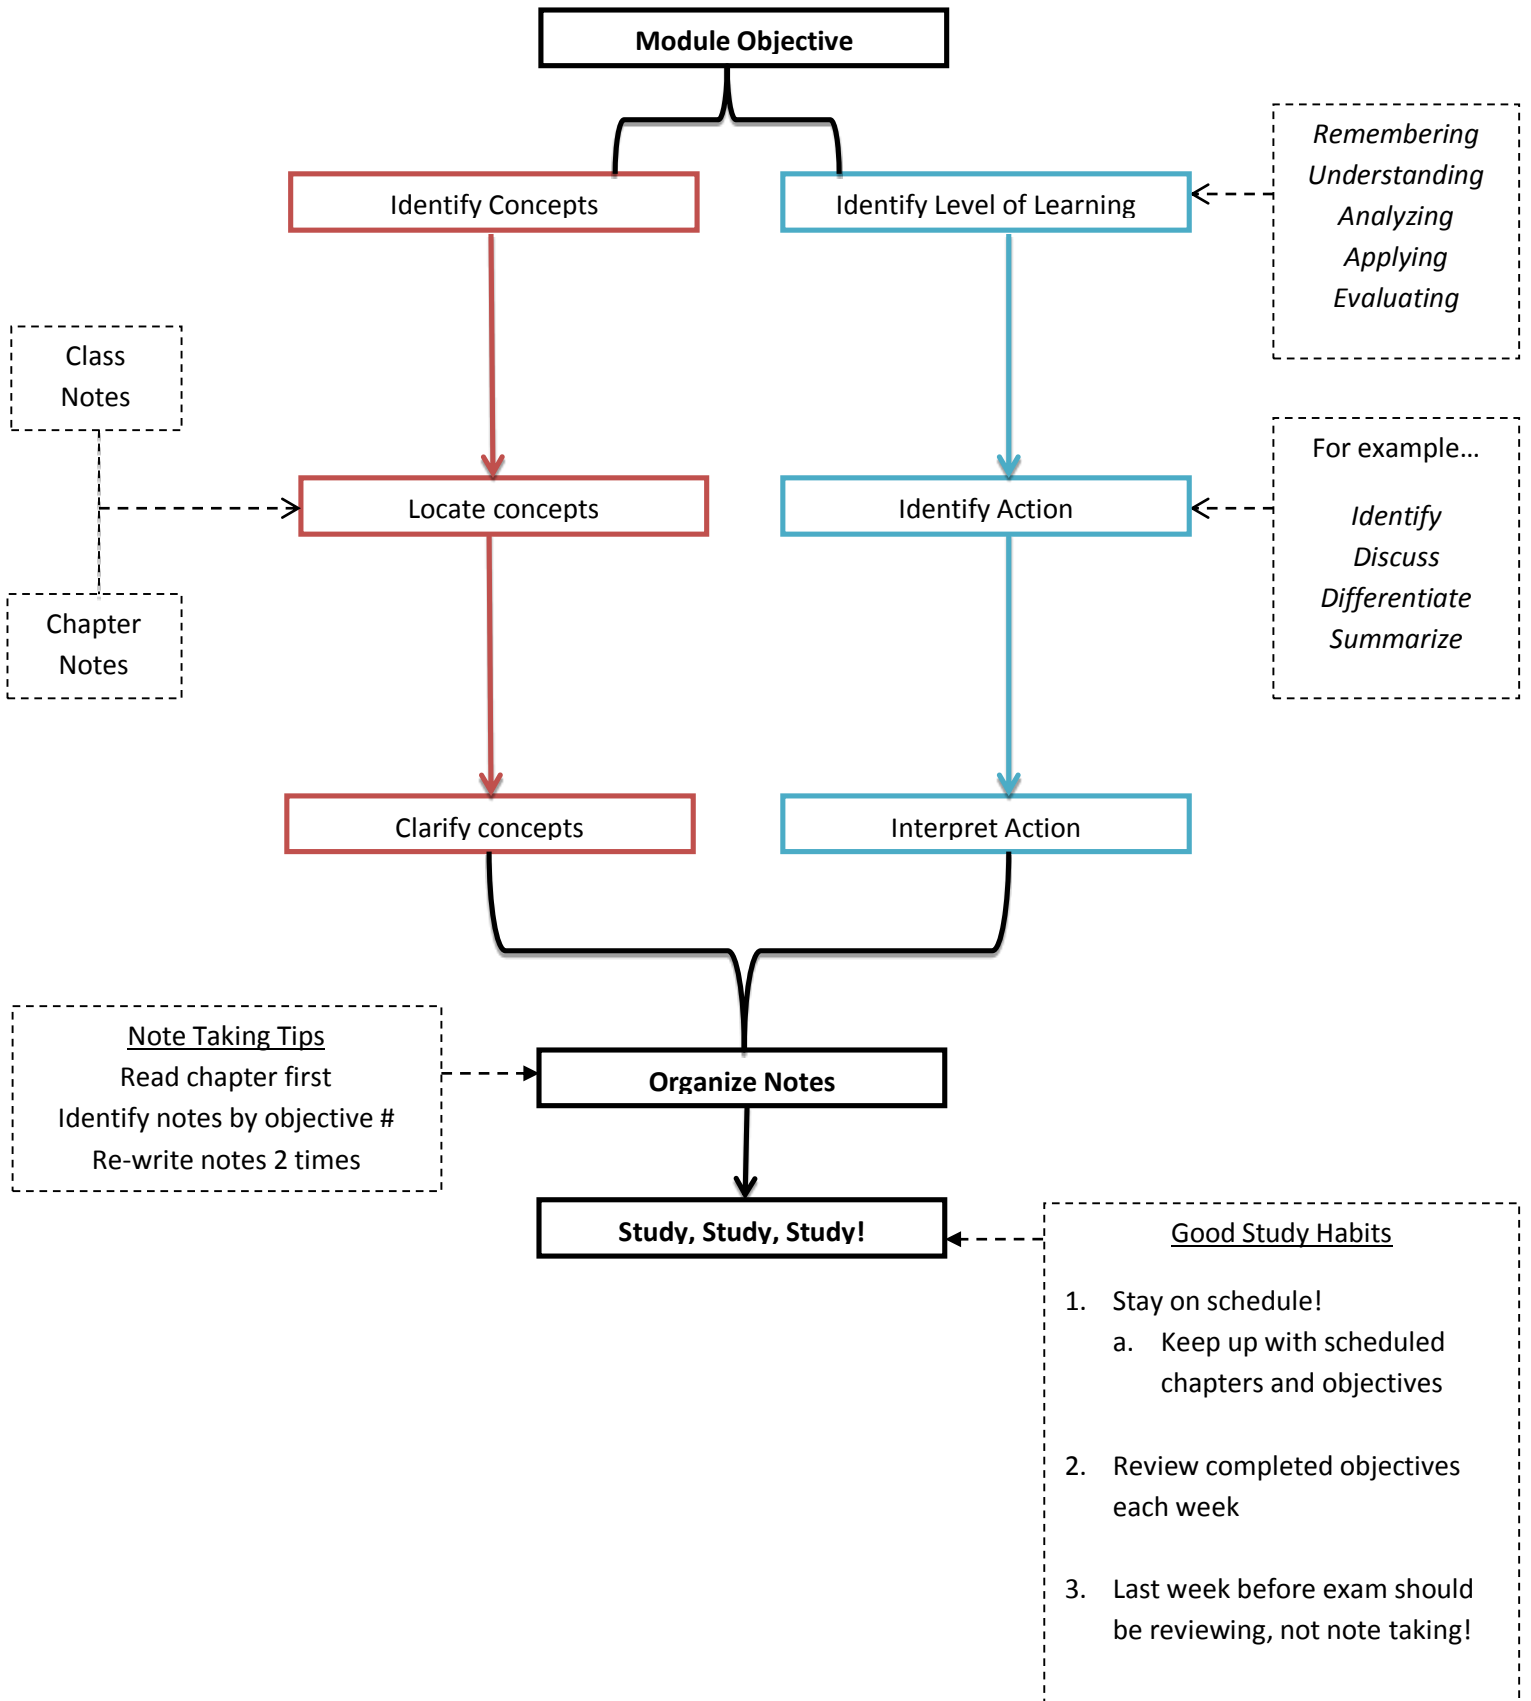 Module Objective
Identify Concepts
Identify Level of Learning
Remembering
Understanding
Analyzing
Applying
Evaluating
Class
Notes
Locate concepts
Identify Action
For example...
Identify
Discuss
Differentiate
Summarize
Chapter
Notes
Clarify concepts
Interpret Action
Note Taking Tips
Read chapter first
Identify notes by objective #
Re-write notes 2 times
Organize Notes
Study, Study, Study!
Good Study Habits
1. Stay on schedule!
a. Keep up with scheduled
chapters and objectives
2. Review completed objectives
each week
3. Last week before exam should
be reviewing, not note taking!